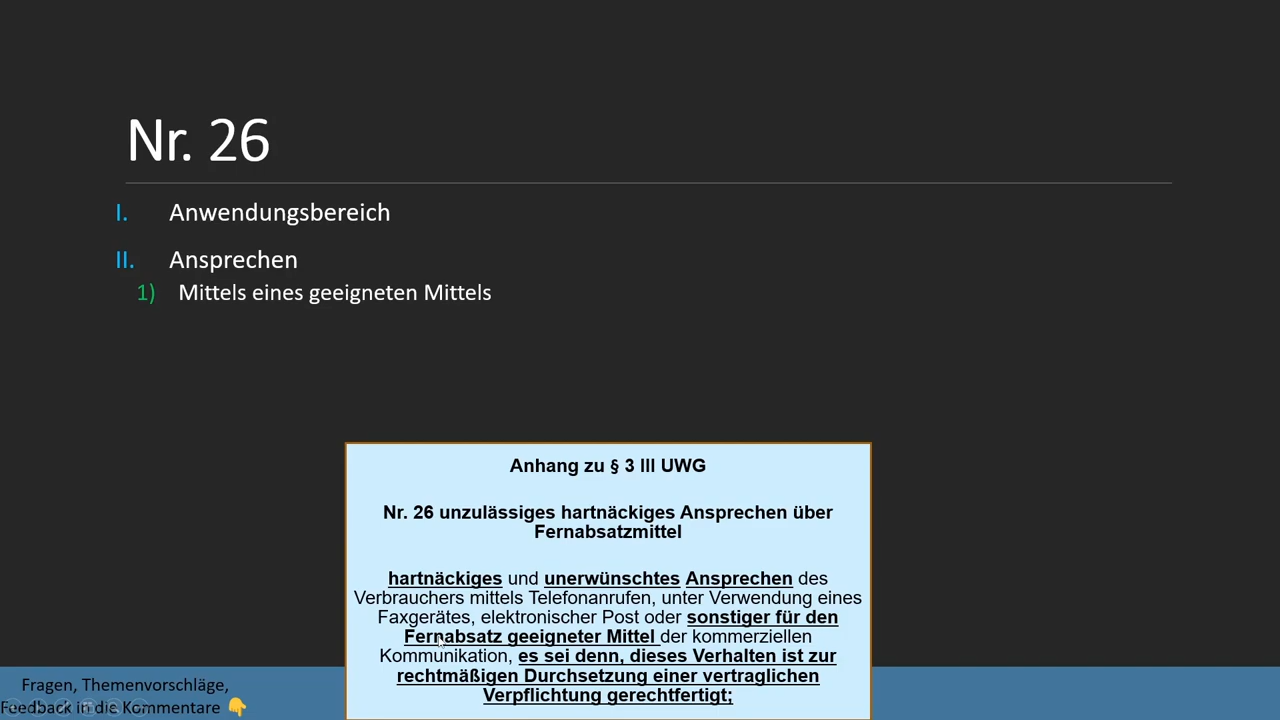 Nr. 26
I. Anwendungsbereich
II. Ansprechen
1) Mittels eines geeigneten Mittels
Anhang zu § 3 III UWG
Nr. 26 unzulässiges hartnäckiges Ansprechen über
Fernabsatzmittel
hartnäckiges und unerwünschtes Ansprechen des
Verbrauchers mittels Telefonanrufen, unter Verwendung eines
Faxgerätes, elektronischer Post oder sonstiger für den
Fernabsatz geeigneter Mittel der kommerziellen
Kommunikation, es sei denn, dieses Verhalten ist zur
rechtmäßigen Durchsetzung einer vertraglichen
Verpflichtung gerechtfertigt;
Fragen, Themenvorschläge,
Feedback in die Kommentare 👇